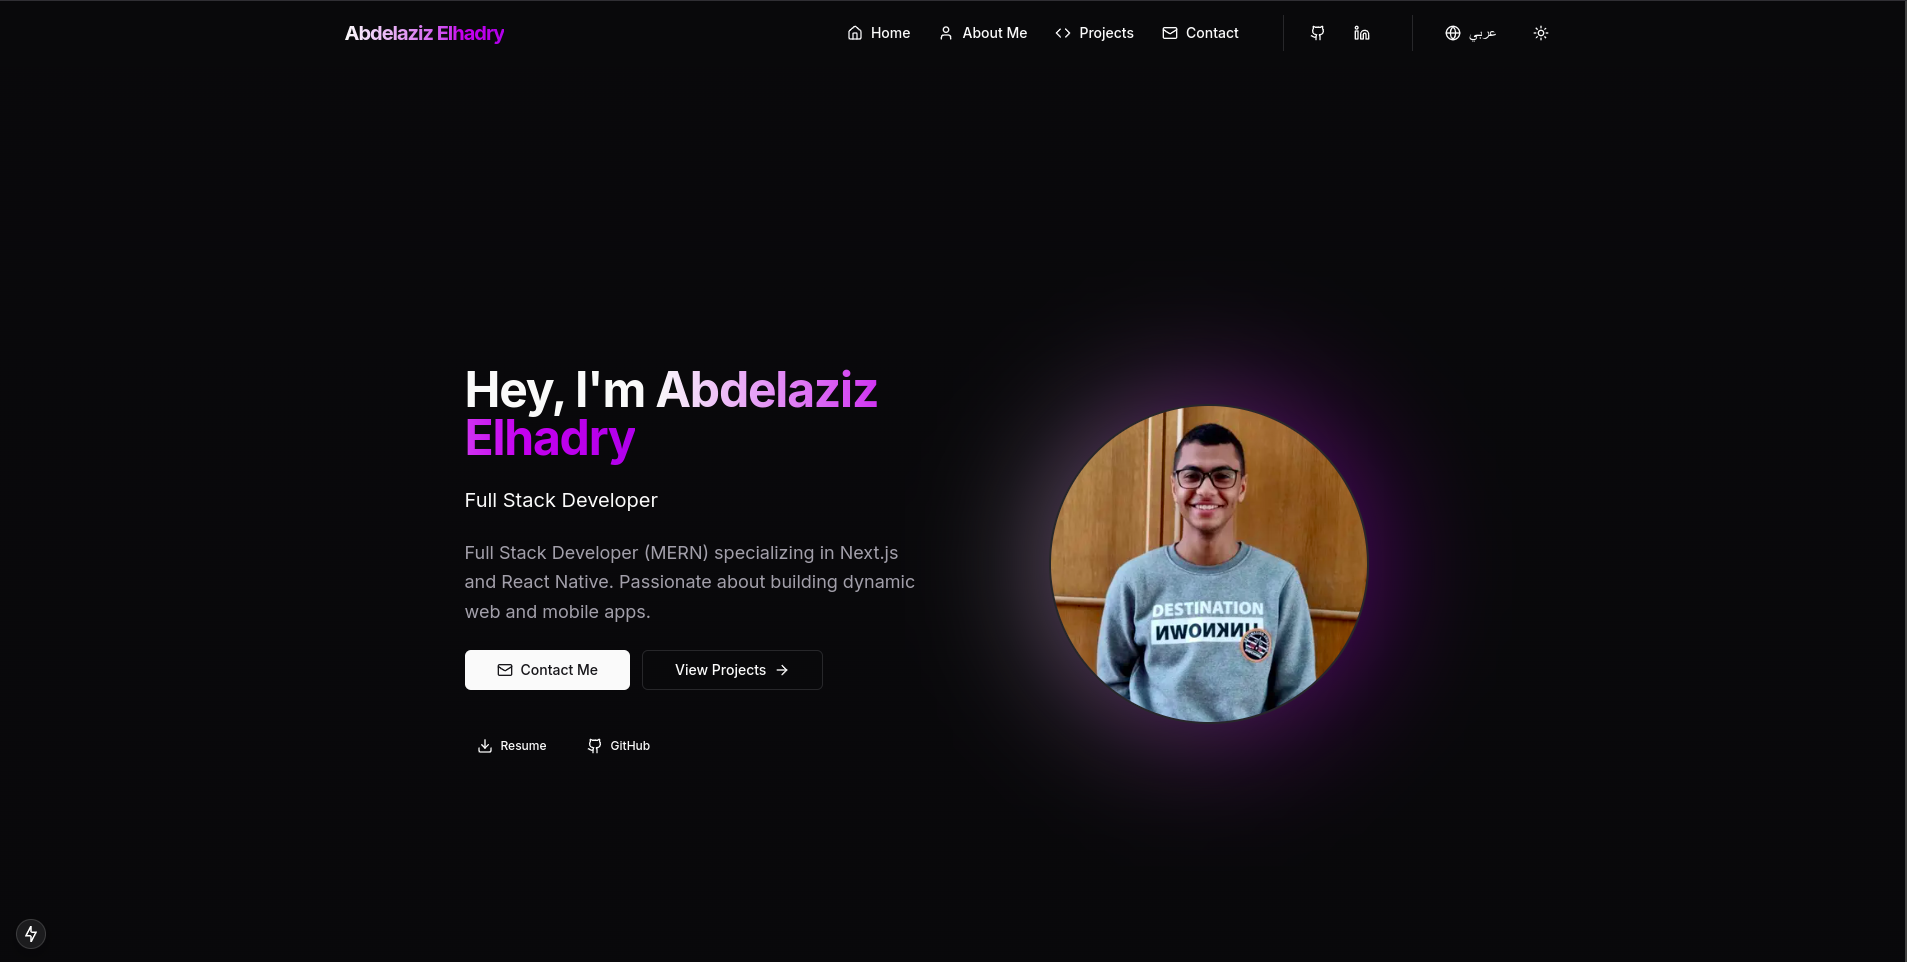 Abdelaziz Elhadry
Home
About Me
Projects
Contact
عربي
Hey, I'm Abdelaziz
Elhadry
Full Stack Developer
Full Stack Developer (MERN) specializing in Next.js
and React Native. Passionate about building dynamic
web and mobile apps.
Contact Me
View Projects
Resume
GitHub
DESTINATION
UNKNOWN